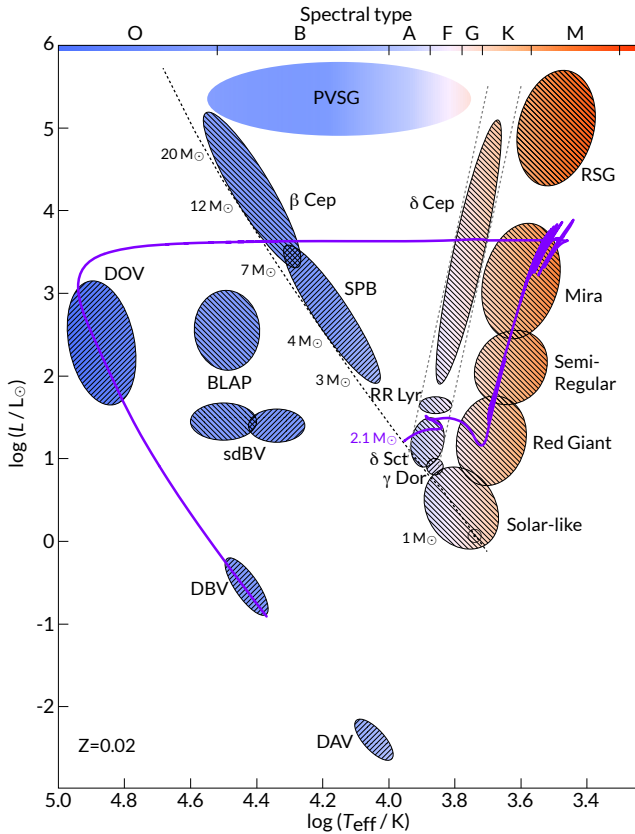 Spectral type
O B A F G K M
6
PVSG
5
20 M☉
RSG
β Cep
δ Cep
4
12 M☉
7 M☉
DOV
SPB
3
Mira
4 M☉
BLAP
Semi-
Regular
3 M☉
2
RR Lyr
sdBV
2.1 M☉
Red Giant
1
δ Sct
γ Dor
Solar-like
1 M☉
0
DBV
-1
-2
DAV
Z=0.02
log (L / L☉)
5.0 4.8 4.6 4.4 4.2 4.0 3.8 3.6 3.4
log (Teff / K)